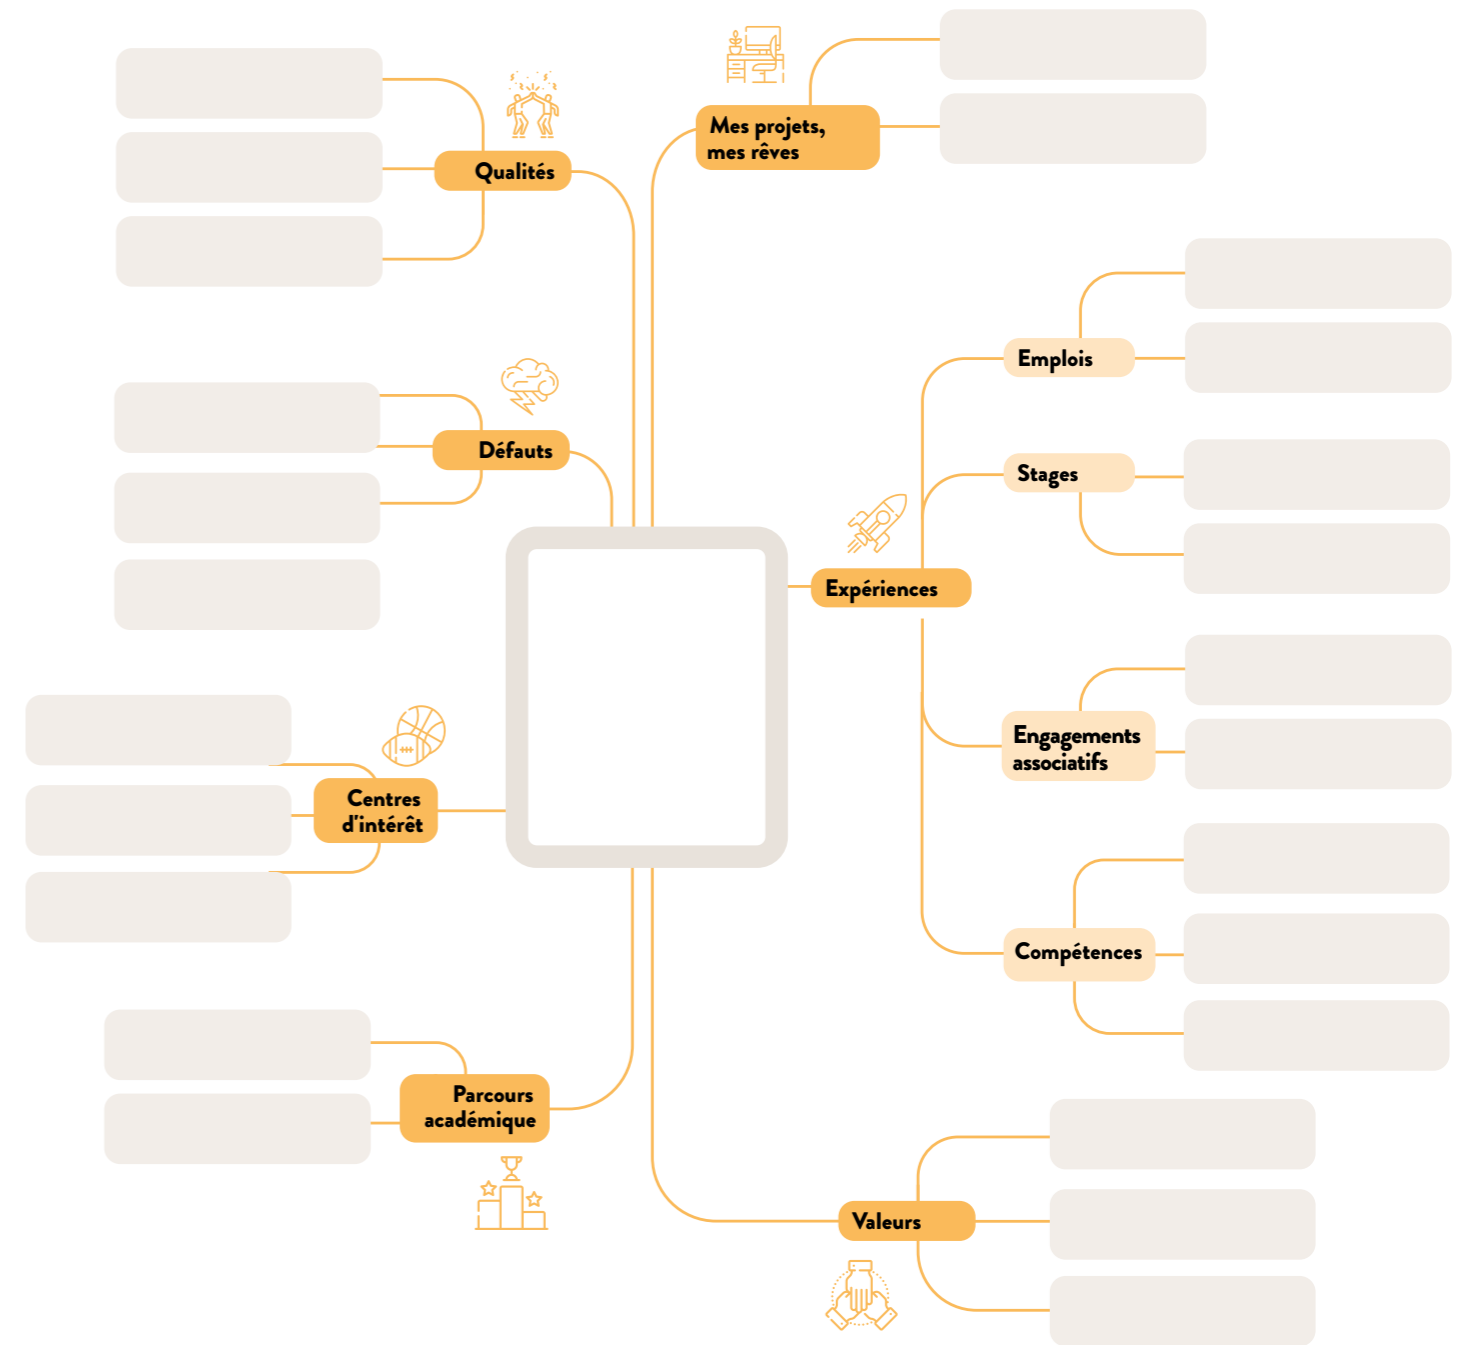 Mes projets,
mes rêves
Qualités
Emplois
Défauts
Stages
Expériences
Engagements
associatifs
Centres
d'intérêt
Compétences
Parcours
académique
Valeurs